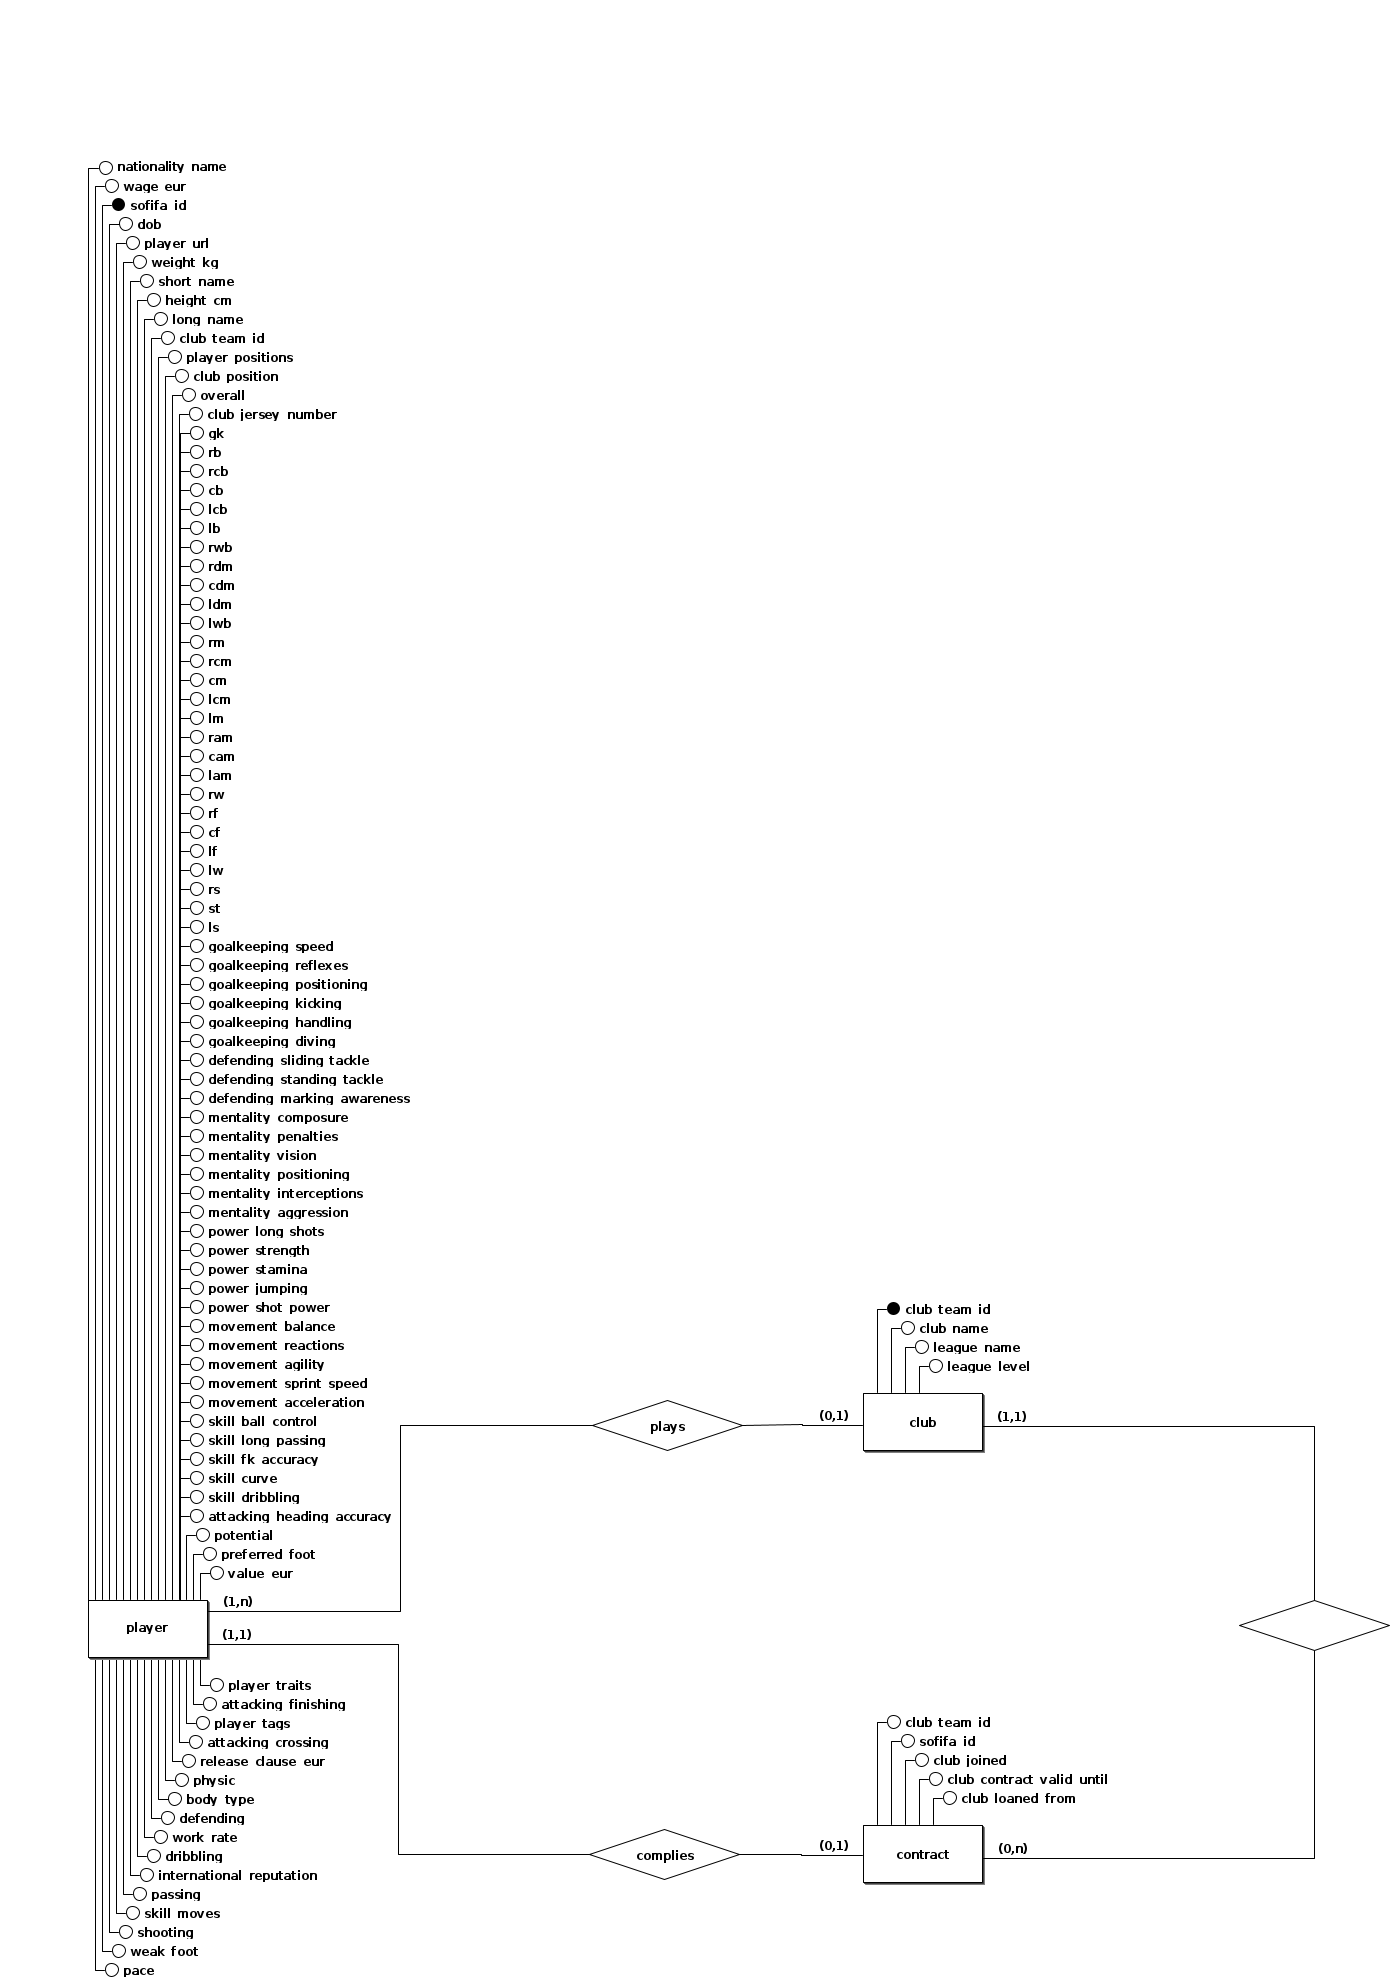 nationality name
wage eur
sofifa id
dob
player url
weight kg
short name
height cm
long name
club team id
player positions
club position
overall
club jersey number
gk
rb
rcb
cb
lcb
lb
rwb
rdm
cdm
ldm
lwb
rm
rcm
cm
lcm
lm
ram
cam
lam
rw
rf
cf
lf
lw
rs
st
ls
goalkeeping speed
goalkeeping reflexes
goalkeeping positioning
goalkeeping kicking
goalkeeping handling
goalkeeping diving
defending sliding tackle
defending standing tackle
defending marking awareness
mentality composure
mentality penalties
mentality vision
mentality positioning
mentality interceptions
mentality aggression
power long shots
power strength
power stamina
power jumping
power shot power
movement balance
movement reactions
movement agility
movement sprint speed
movement acceleration
skill ball control
skill long passing
skill fk accuracy
skill curve
skill dribbling
attacking heading accuracy
potential
preferred foot
value eur
(1,n)
player
(1,1)
player traits
attacking finishing
player tags
attacking crossing
release clause eur
physic
body type
defending
work rate
dribbling
international reputation
passing
skill moves
shooting
weak foot
pace
plays
(0,1)
club team id
club name
league name
league level
club
(1,1)
complies
(0,1)
club team id
sofifa id
club joined
club contract valid until
club loaned from
contract
(0,n)